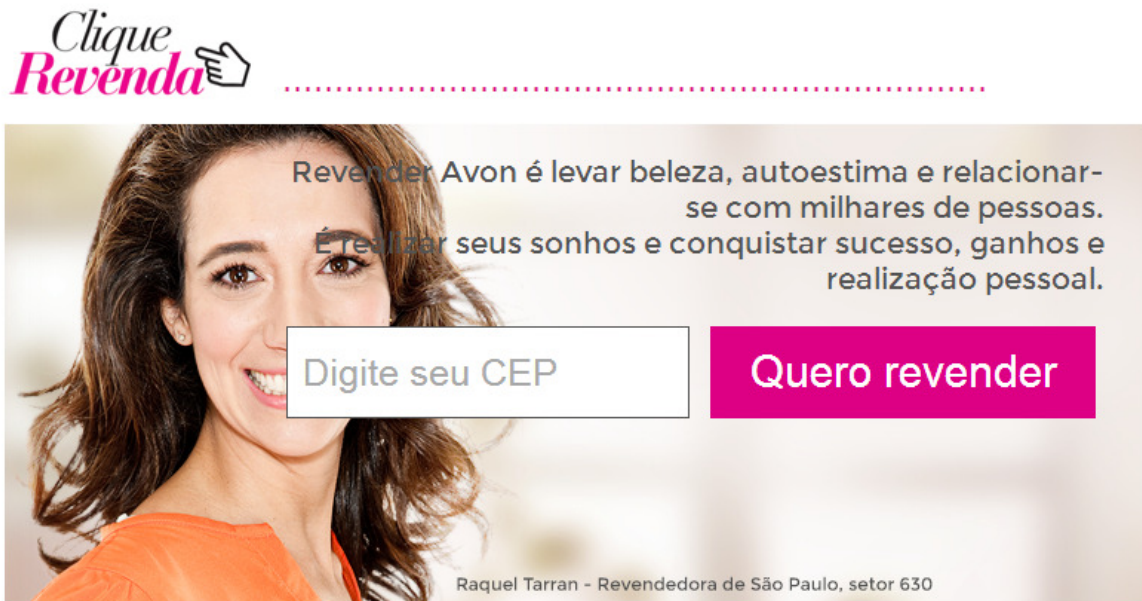 Clique
Revenda
Revender Avon é levar beleza, autoestima e relacionar-
se com milhares de pessoas.
É realizar seus sonhos e conquistar sucesso, ganhos e
realização pessoal.
Digite seu CEP
Quero revender
Raquel Tarran - Revendedora de São Paulo, setor 630